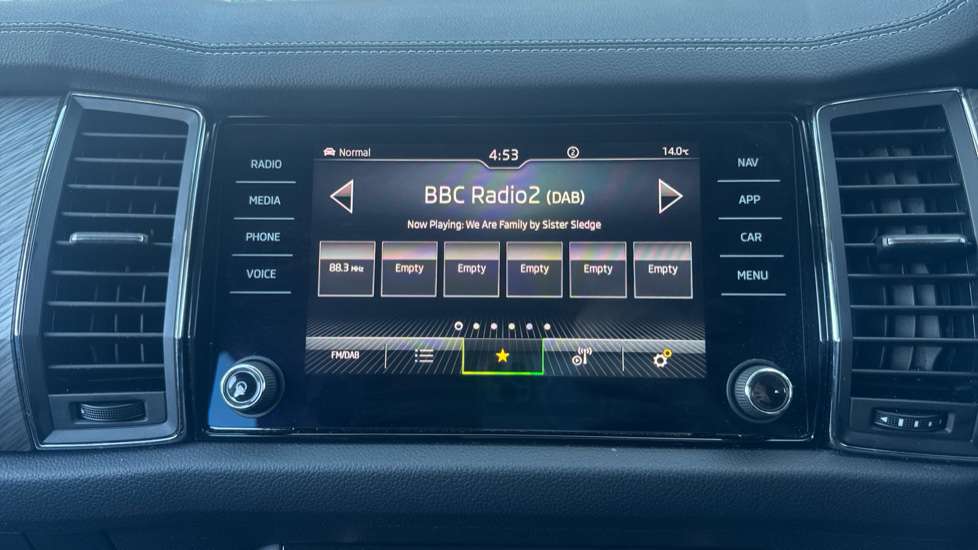 RADIO
MEDIA
PHONE
VOICE
Normal
4:53
2
14.0°C
BBC Radio2 (DAB)
Now Playing: We Are Family by Sister Sledge
88.3 MHz
Empty
Empty
Empty
Empty
Empty
FM/DAB
NAV
APP
CAR
MENU